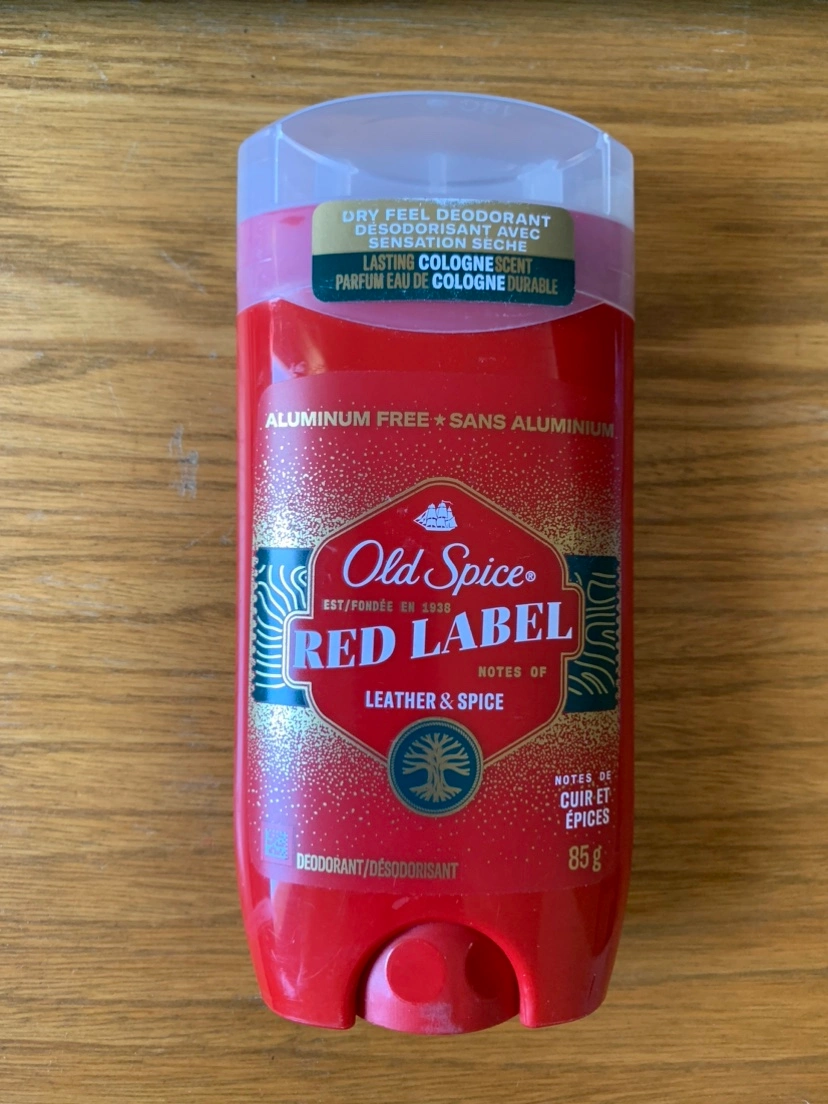 DRY FEEL DEODORANT
DÉSODORISANT AVEC
SENSATION SÈCHE
LASTING COLOGNE SCENT
PARFUM EAU DE COLOGNE DURABLE
ALUMINUM FREE ★ SANS ALUMINIUM
Old Spice®
EST/FONDÉE EN 1938
RED LABEL
NOTES OF
LEATHER & SPICE
NOTES DE
CUIR ET
ÉPICES
85 g
DEODORANT/DÉSODORISANT